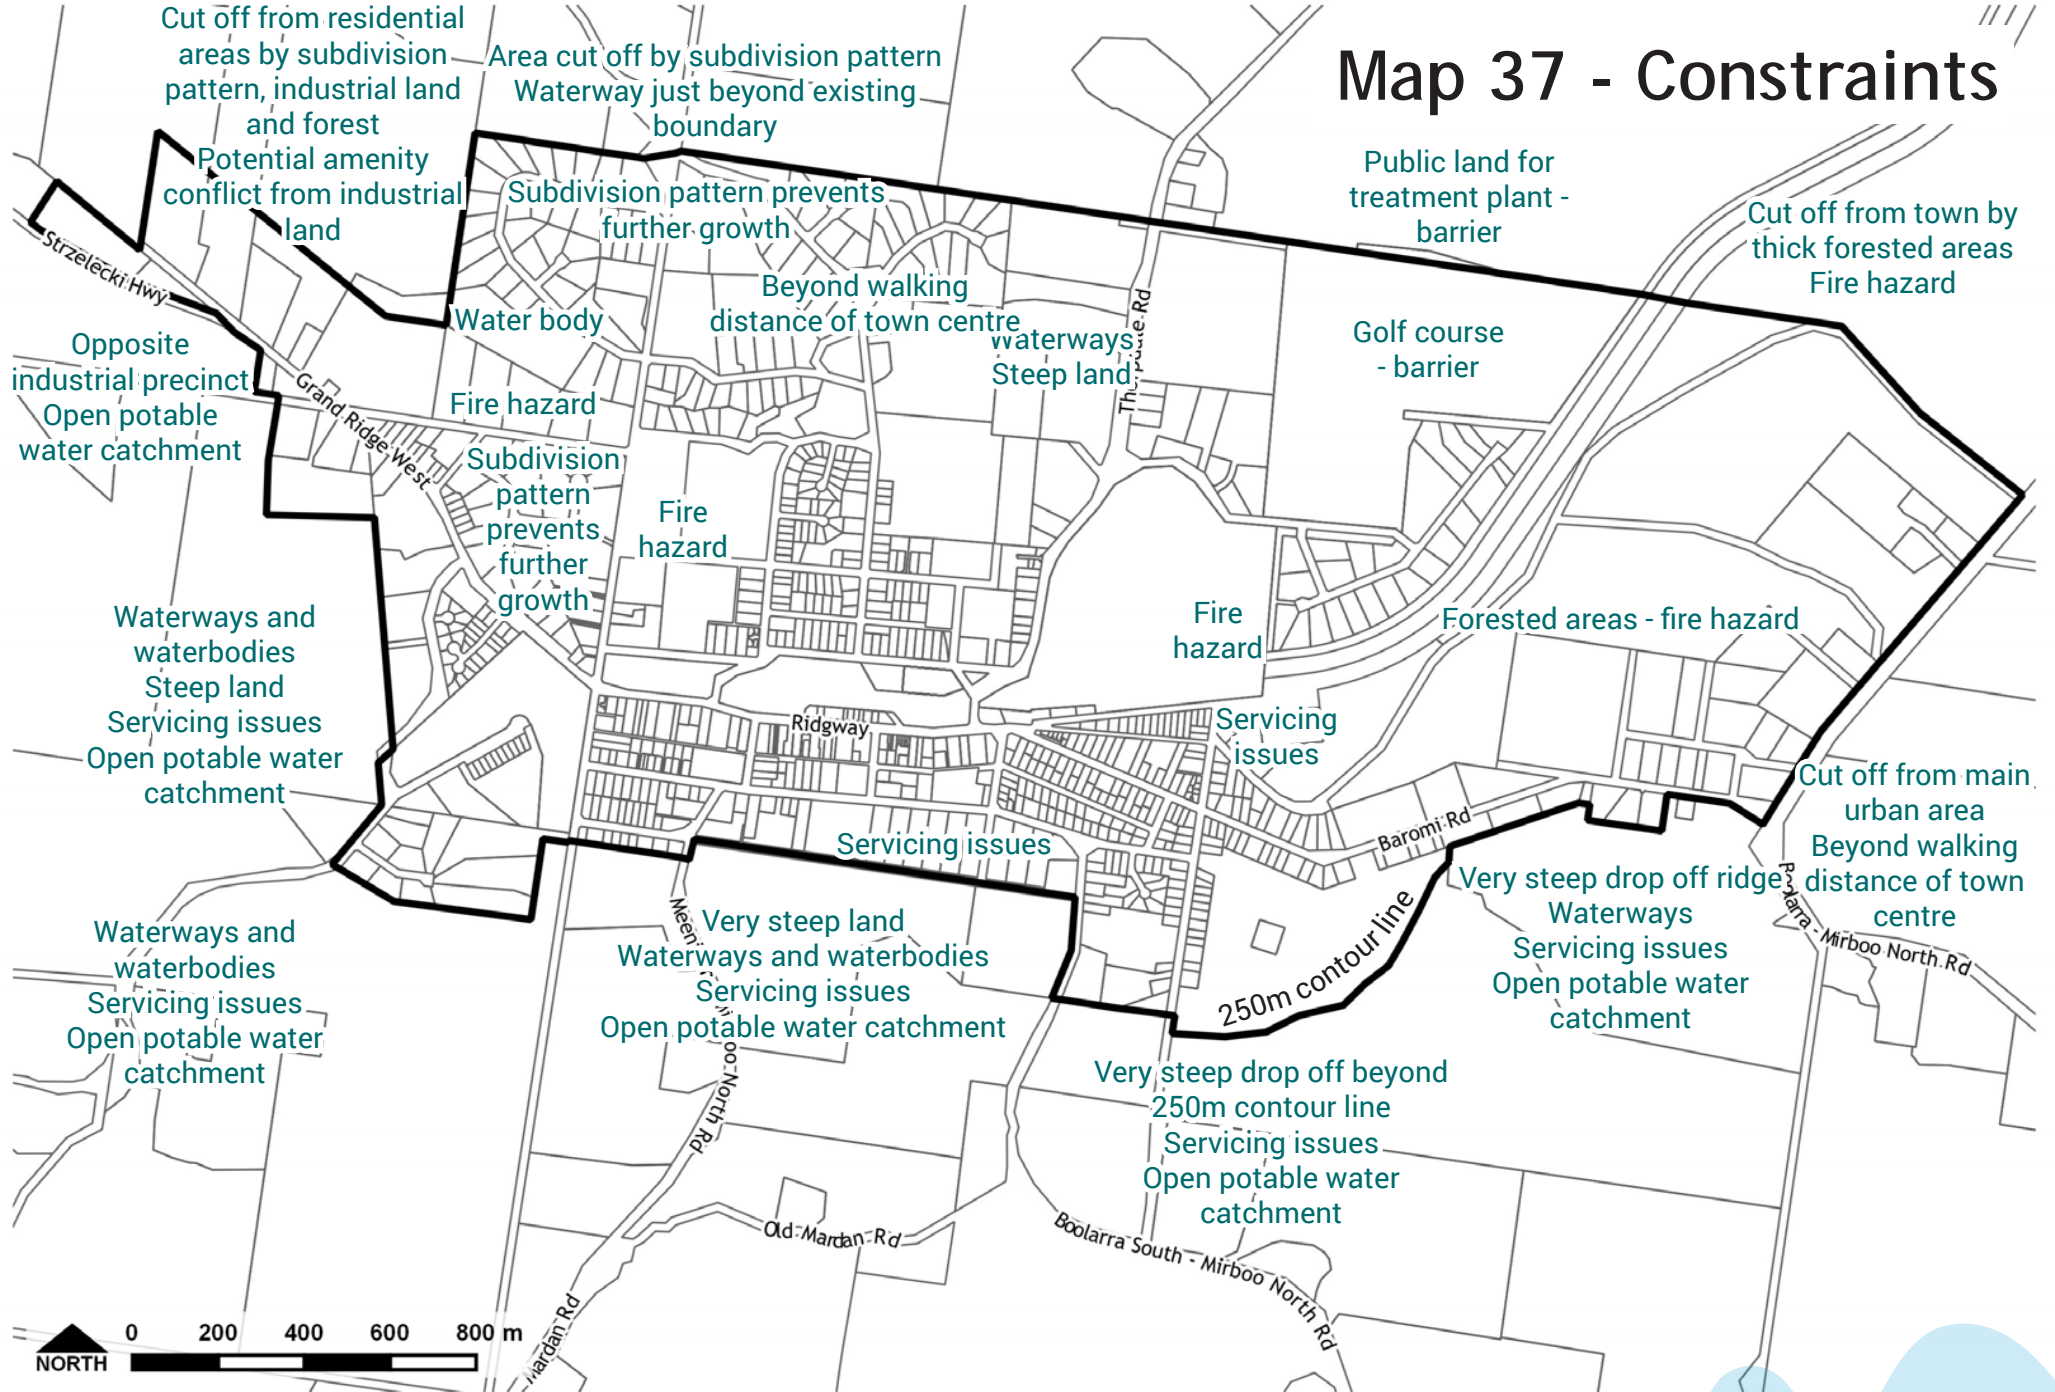 Map 37 - Constraints
Cut off from residential
areas by subdivision
pattern, industrial land
and forest
Potential amenity
conflict from industrial
land
Area cut off by subdivision pattern
Waterway just beyond existing
boundary
Public land for
treatment plant -
barrier
Cut off from town by
thick forested areas
Fire hazard
Subdivision pattern prevents
further growth
Strzelecki Hwy
Beyond walking
distance of town centre
Water body
Waterways
Steep land
Golf course
- barrier
Opposite
industrial precinct
Open potable
water catchment
Grand Ridge West
Fire hazard
Subdivision
pattern
prevents
further
growth
Fire
hazard
Fire
hazard
Forested areas - fire hazard
Waterways and
waterbodies
Steep land
Servicing issues
Open potable water
catchment
Ridgway
Servicing
issues
Cut off from main
urban area
Beyond walking
distance of town
centre
Baromi Rd
Servicing issues
Very steep drop off ridge
Waterways
Servicing issues
Open potable water
catchment
Boolarra - Mirboo North Rd
250m contour line
Waterways and
waterbodies
Servicing issues
Open potable water
catchment
Very steep land
Waterways and waterbodies
Servicing issues
Open potable water catchment
North Rd
Very steep drop off beyond
250m contour line
Servicing issues
Open potable water
catchment
Old Mardan Rd
Boolarra South - Mirboo North Rd
Mardan Rd
0 200 400 600 800 m
NORTH